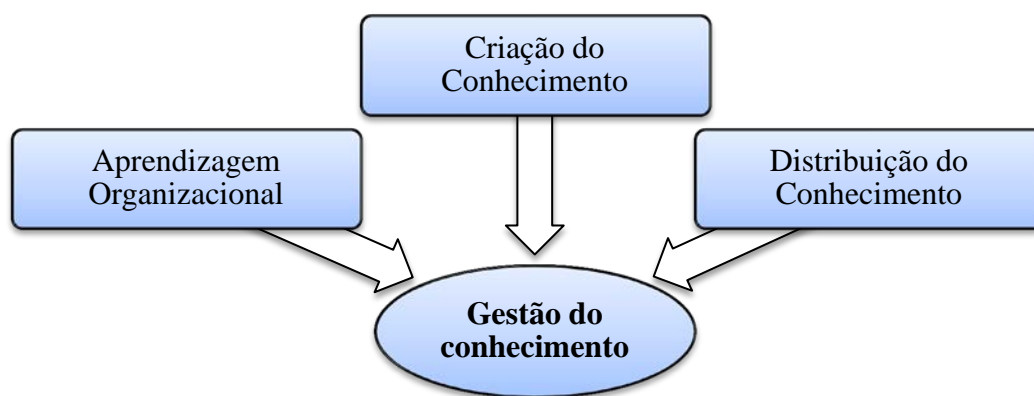 Criação do
Conhecimento
Aprendizagem
Organizacional
Distribuição do
Conhecimento
Gestão do
conhecimento